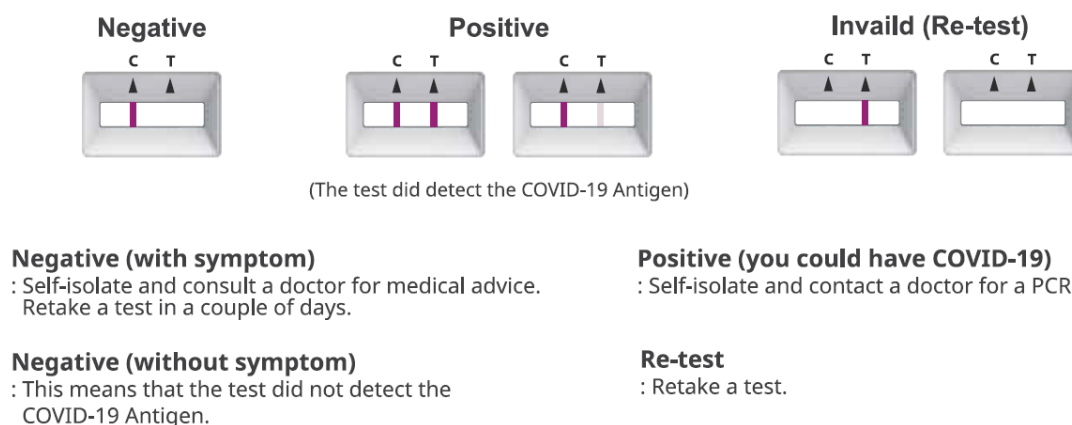 Negative
Positive
Invaild (Re-test)
C T
C T
C T
C T
C T
(The test did detect the COVID-19 Antigen)
Negative (with symptom)
: Self-isolate and consult a doctor for medical advice.
Retake a test in a couple of days.
Positive (you could have COVID-19)
: Self-isolate and contact a doctor for a PCR
Negative (without symptom)
: This means that the test did not detect the
COVID-19 Antigen.
Re-test
: Retake a test.